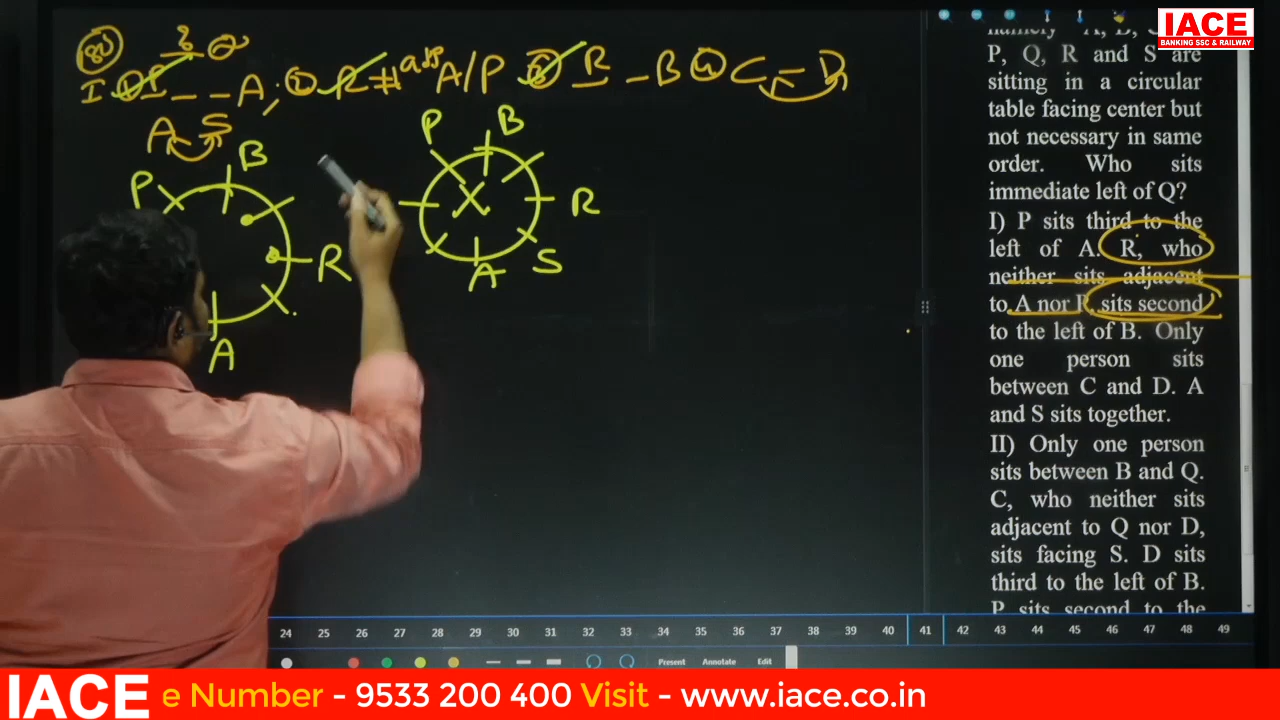 IACE
BANKING SSC & RAILWAY
P, Q, R and S are
sitting in a circular
table facing center but
not necessary in same
order. Who sits
immediate left of Q?
I) P sits third to the
left of A. R, who
neither sits adjacent
to A nor P, sits second
to the left of B. Only
one person sits
between C and D. A
and S sits together.
II) Only one person
sits between B and Q.
C, who neither sits
adjacent to Q nor D,
sits facing S. D sits
third to the left of B.
P sits second to the
I P _ _ A ; R A/P R _ B C _ D
A S
P B R A
P B R S A
24 25 26 27 28 29 30 31 32 33 34 35 36 37 38 39 40 41 42 43 44 45 46 47 48 49
Present Annotate Edit
IACE e Number - 9533 200 400 Visit - www.iace.co.in